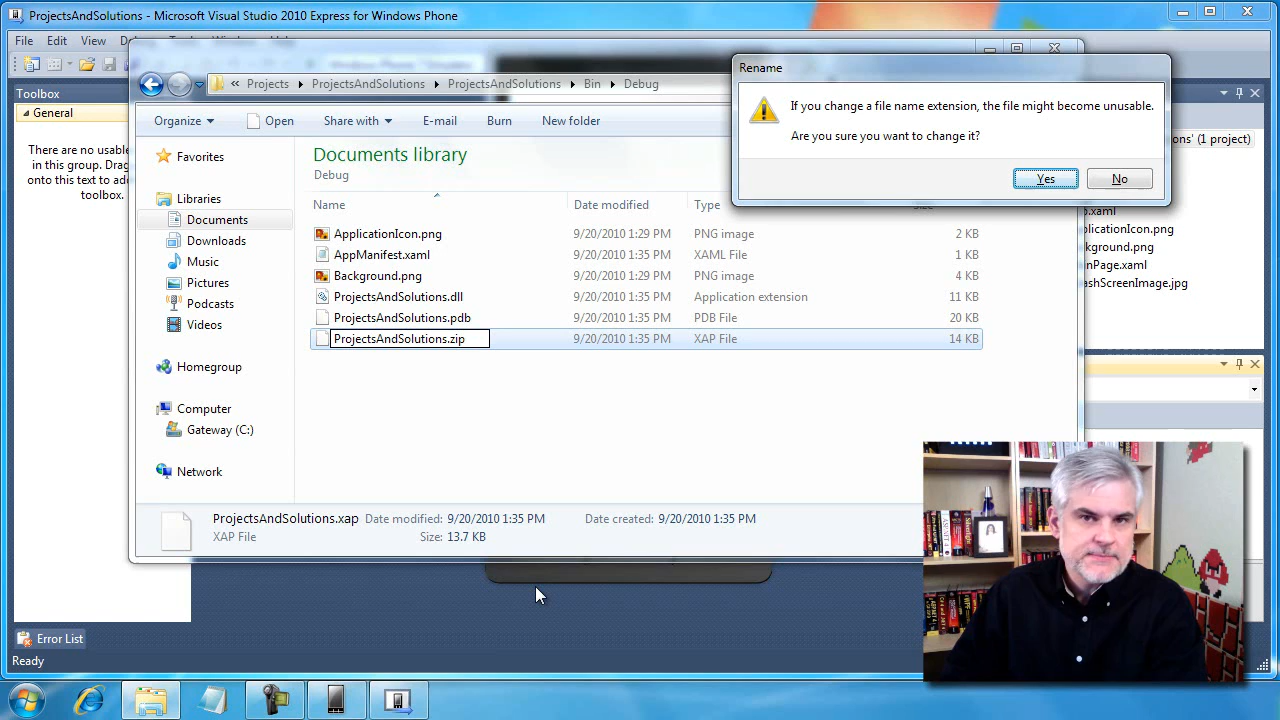 ProjectsAndSolutions - Microsoft Visual Studio 2010 Express for Windows Phone
File Edit View
Toolbox
General
There are no usable
in this group. Drag
onto this text to add
toolbox.
Projects ProjectsAndSolutions ProjectsAndSolutions Bin Debug
Organize Open Share with E-mail Burn New folder
Favorites
Libraries
Documents
Downloads
Music
Pictures
Podcasts
Videos
Homegroup
Computer
Gateway (C:)
Network
Documents library
Debug
Name Date modified Type Size
ApplicationIcon.png 9/20/2010 1:29 PM PNG image 2 KB
AppManifest.xaml 9/20/2010 1:35 PM XAML File 1 KB
Background.png 9/20/2010 1:29 PM PNG image 4 KB
ProjectsAndSolutions.dll 9/20/2010 1:35 PM Application extension 11 KB
ProjectsAndSolutions.pdb 9/20/2010 1:35 PM PDB File 20 KB
ProjectsAndSolutions.zip 9/20/2010 1:35 PM XAP File 14 KB
ProjectsAndSolutions.xap Date modified: 9/20/2010 1:35 PM Date created: 9/20/2010 1:35 PM
XAP File Size: 13.7 KB
Rename
If you change a file name extension, the file might become unusable.
Are you sure you want to change it?
Yes No
ons' (1 project)
p.xaml
plicationIcon.png
kground.png
inPage.xaml
ashScreenImage.jpg
Error List
Ready